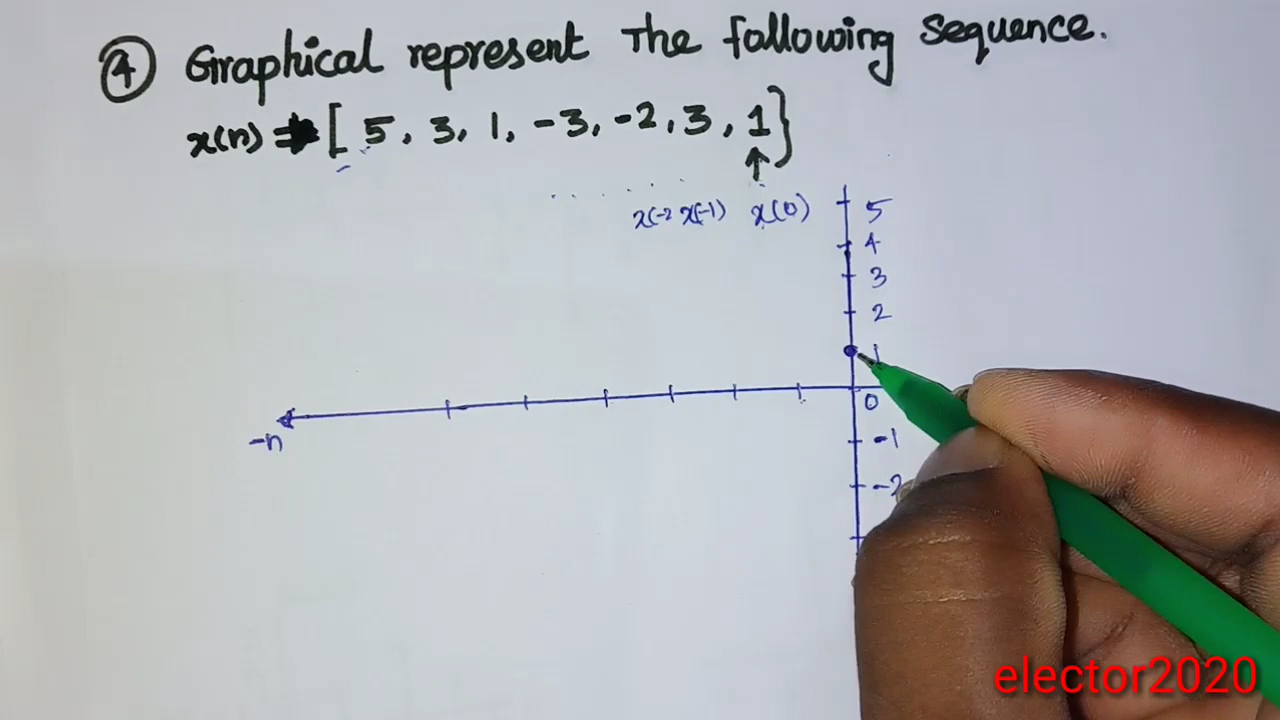 4 Graphical represent The following sequence.
x(n) = [ 5, 3, 1, -3, -2, 3, 1}
↑
x(-2 x(-1) x(0)
5
4
3
2
1
0
-n
-1
-2
elector2020